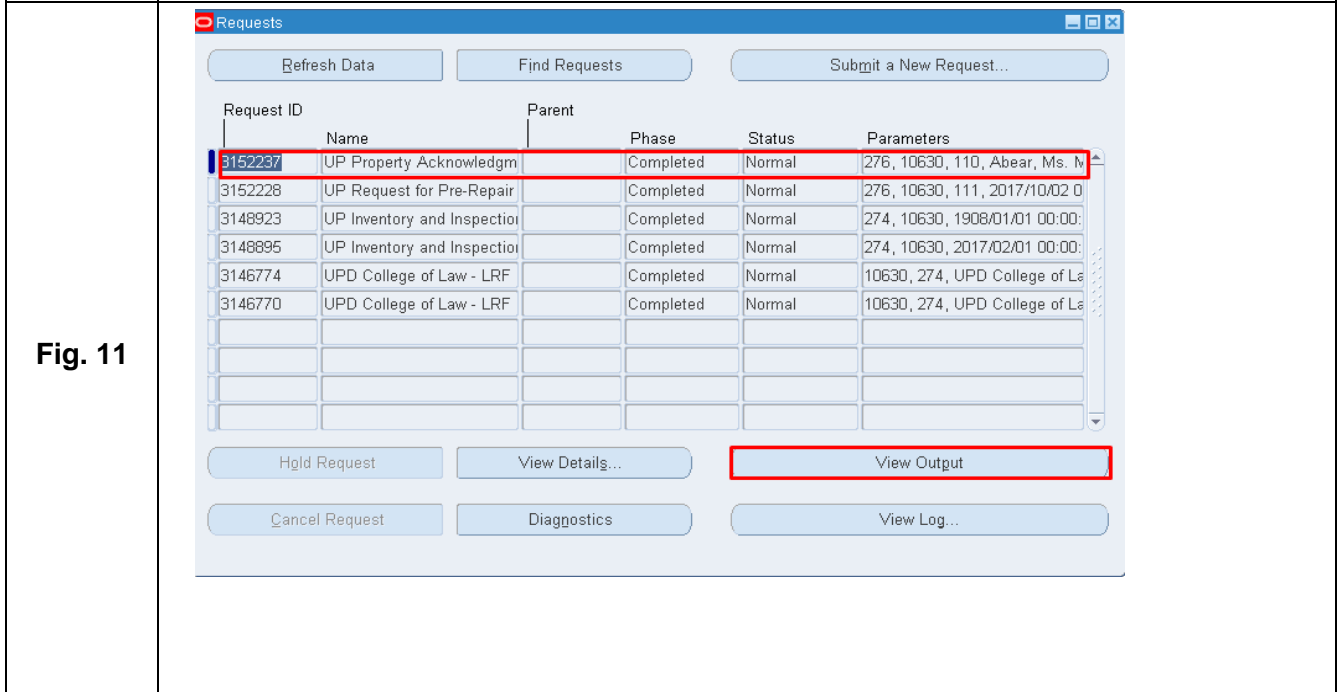 Requests
Refresh Data Find Requests Submit a New Request...
Request ID Parent
Name Phase Status Parameters
3152237 UP Property Acknowledgm Completed Normal 276, 10630, 110, Abear, Ms. M
3152228 UP Request for Pre-Repair Completed Normal 276, 10630, 111, 2017/10/02 0
3148923 UP Inventory and Inspection Completed Normal 274, 10630, 1908/01/01 00:00:
3148895 UP Inventory and Inspection Completed Normal 274, 10630, 2017/02/01 00:00:
3146774 UPD College of Law - LRF Completed Normal 10630, 274, UPD College of La
3146770 UPD College of Law - LRF Completed Normal 10630, 274, UPD College of La
Fig. 11
Hold Request View Details... View Output
Cancel Request Diagnostics View Log...